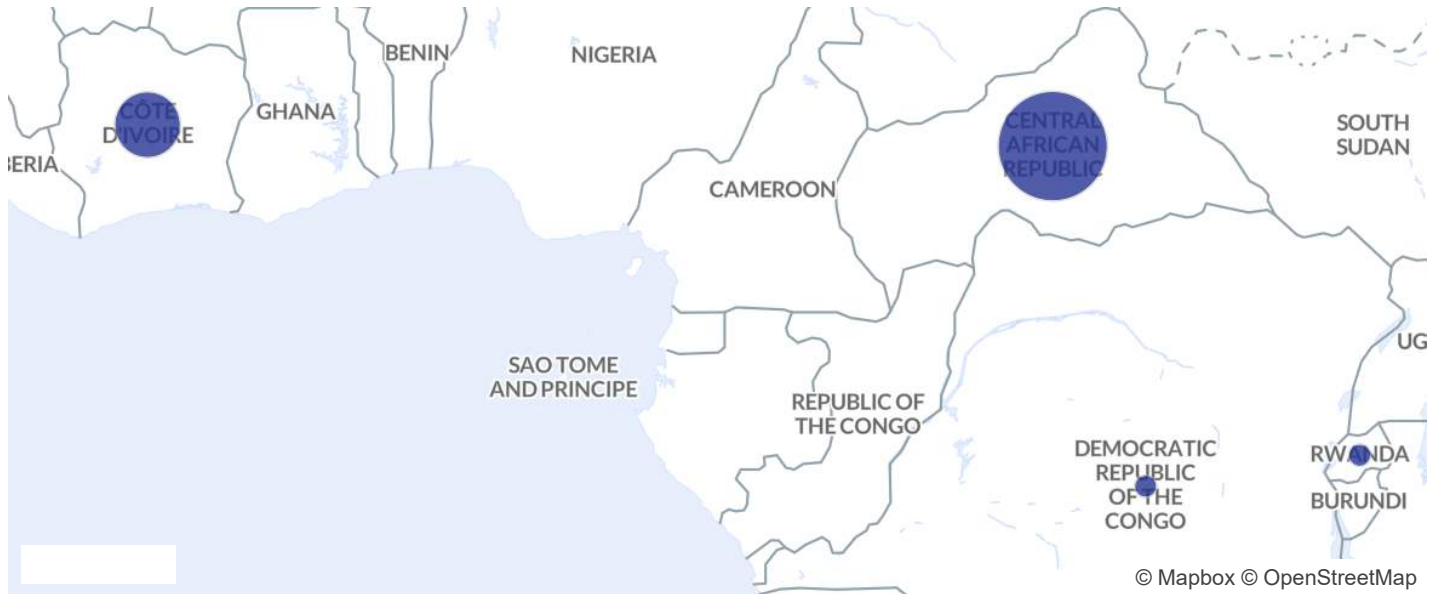 BENIN
NIGERIA
CÔTE
D'IVOIRE
GHANA
CENTRAL
AFRICAN
REPUBLIC
SOUTH
SUDAN
BERIA
CAMEROON
UG
SAO TOME
AND PRINCIPE
REPUBLIC OF
THE CONGO
DEMOCRATIC
REPUBLIC
OF THE
CONGO
RWANDA
BURUNDI
© Mapbox © OpenStreetMap